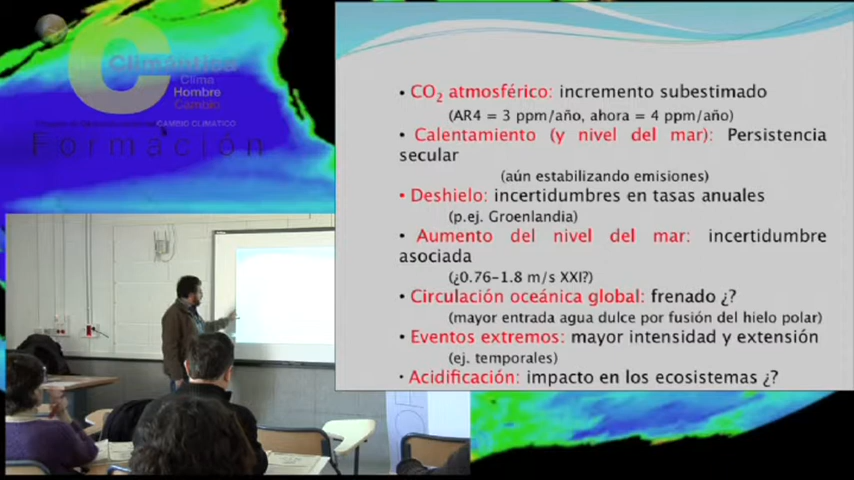 Climántica
Clima
Hombre
Cambio
CAMBIO CLIMATICO
Formación
• CO₂ atmosférico: incremento subestimado
(AR4 = 3 ppm/año, ahora = 4 ppm/año)
• Calentamiento (y nivel del mar): Persistencia
secular
(aún estabilizando emisiones)
• Deshielo: incertidumbres en tasas anuales
(p.ej. Groenlandia)
• Aumento del nivel del mar: incertidumbre
asociada
(¿0.76-1.8 m/s XXI?)
• Circulación oceánica global: frenado ¿?
(mayor entrada agua dulce por fusión del hielo polar)
• Eventos extremos: mayor intensidad y extensión
(ej. temporales)
• Acidificación: impacto en los ecosistemas ¿?